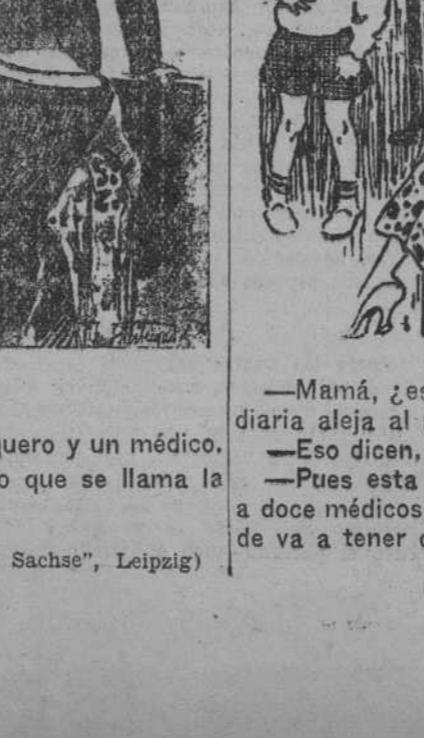 quero y un médico.
o que se llama la
Sachse", Leipzig)
—Mamá, ¿es
diaria aleja al
—Eso dicen,
—Pues esta
a doce médicos
de va a tener